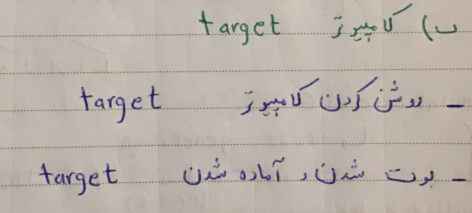 ب) کامپیوتر target
- روشن کردن کامپیوتر target
- بوت شدن و آماده شدن target